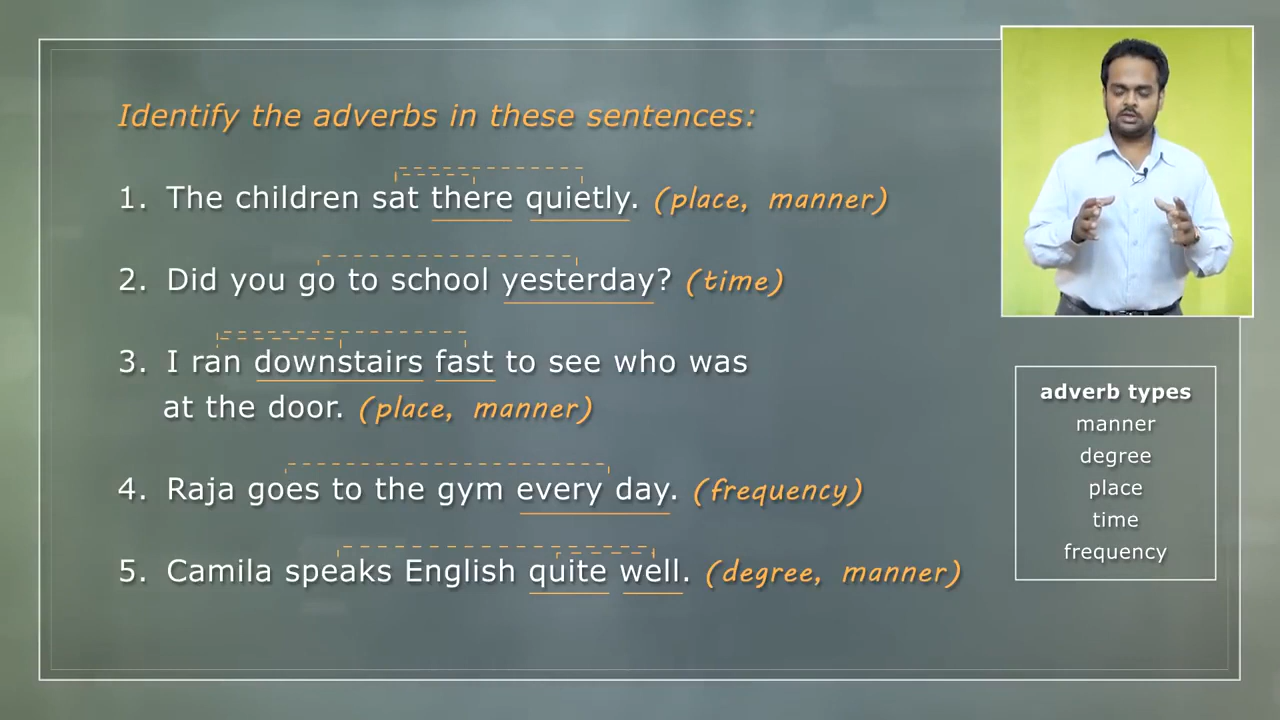 Identify the adverbs in these sentences:
1. The children sat there quietly. (place, manner)
2. Did you go to school yesterday? (time)
3. I ran downstairs fast to see who was
at the door. (place, manner)
4. Raja goes to the gym every day. (frequency)
5. Camila speaks English quite well. (degree, manner)
adverb types
manner
degree
place
time
frequency